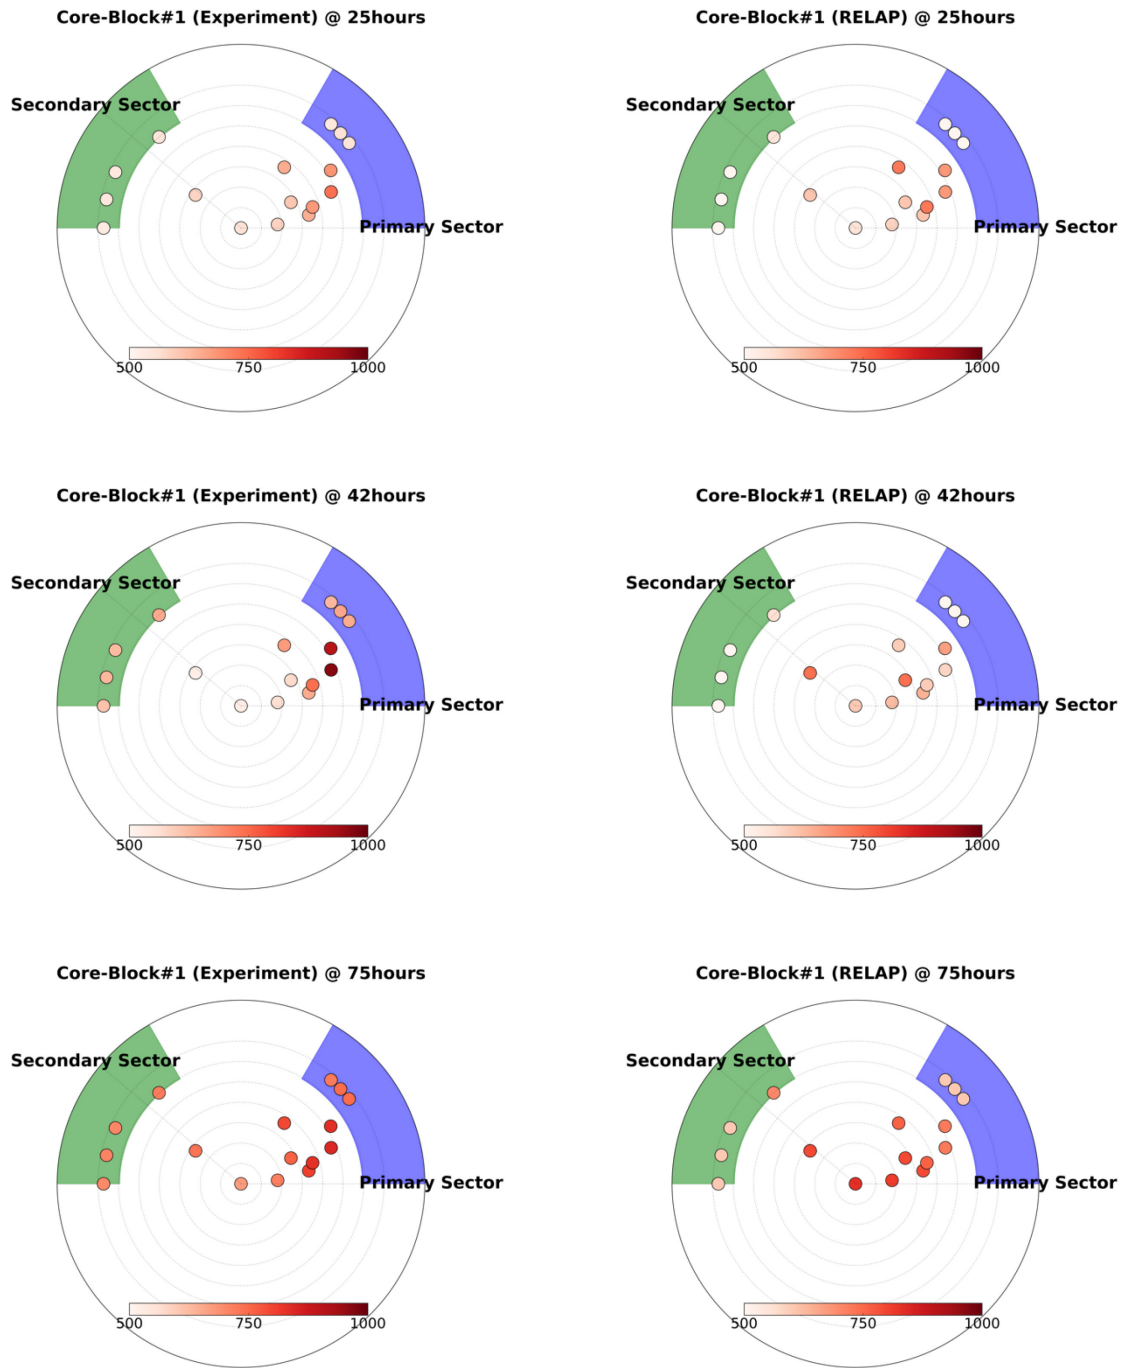 Core-Block#1 (Experiment) @ 25hours
Secondary Sector
Primary Sector
500 750 1000
Core-Block#1 (RELAP) @ 25hours
Secondary Sector
Primary Sector
500 750 1000
Core-Block#1 (Experiment) @ 42hours
Secondary Sector
Primary Sector
500 750 1000
Core-Block#1 (RELAP) @ 42hours
Secondary Sector
Primary Sector
500 750 1000
Core-Block#1 (Experiment) @ 75hours
Secondary Sector
Primary Sector
500 750 1000
Core-Block#1 (RELAP) @ 75hours
Secondary Sector
Primary Sector
500 750 1000